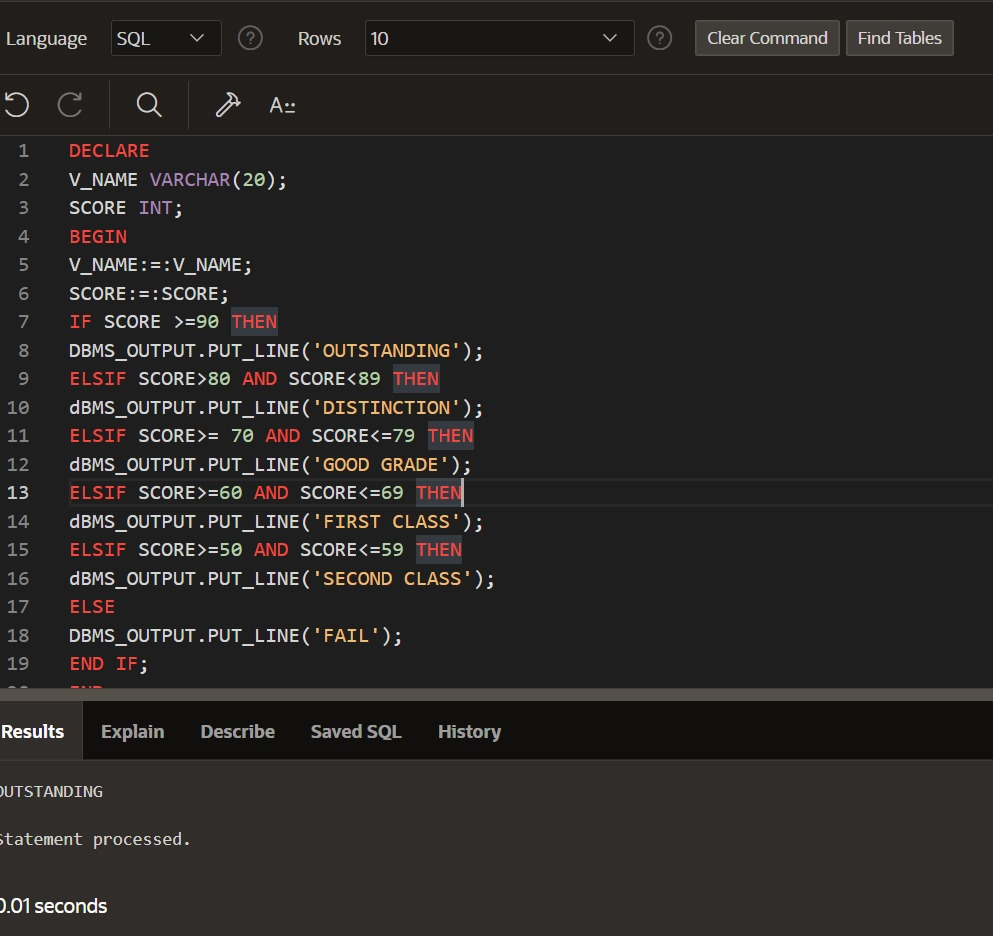 Language SQL ? Rows 10 ? Clear Command Find Tables
A::
1 DECLARE
2 V_NAME VARCHAR(20);
3 SCORE INT;
4 BEGIN
5 V_NAME:=:V_NAME;
6 SCORE:=:SCORE;
7 IF SCORE >=90 THEN
8 DBMS_OUTPUT.PUT_LINE('OUTSTANDING');
9 ELSIF SCORE>80 AND SCORE<89 THEN
10 dBMS_OUTPUT.PUT_LINE('DISTINCTION');
11 ELSIF SCORE>= 70 AND SCORE<=79 THEN
12 dBMS_OUTPUT.PUT_LINE('GOOD GRADE');
13 ELSIF SCORE>=60 AND SCORE<=69 THEN
14 dBMS_OUTPUT.PUT_LINE('FIRST CLASS');
15 ELSIF SCORE>=50 AND SCORE<=59 THEN
16 dBMS_OUTPUT.PUT_LINE('SECOND CLASS');
17 ELSE
18 DBMS_OUTPUT.PUT_LINE('FAIL');
19 END IF;
Results Explain Describe Saved SQL History
OUTSTANDING
Statement processed.
0.01 seconds